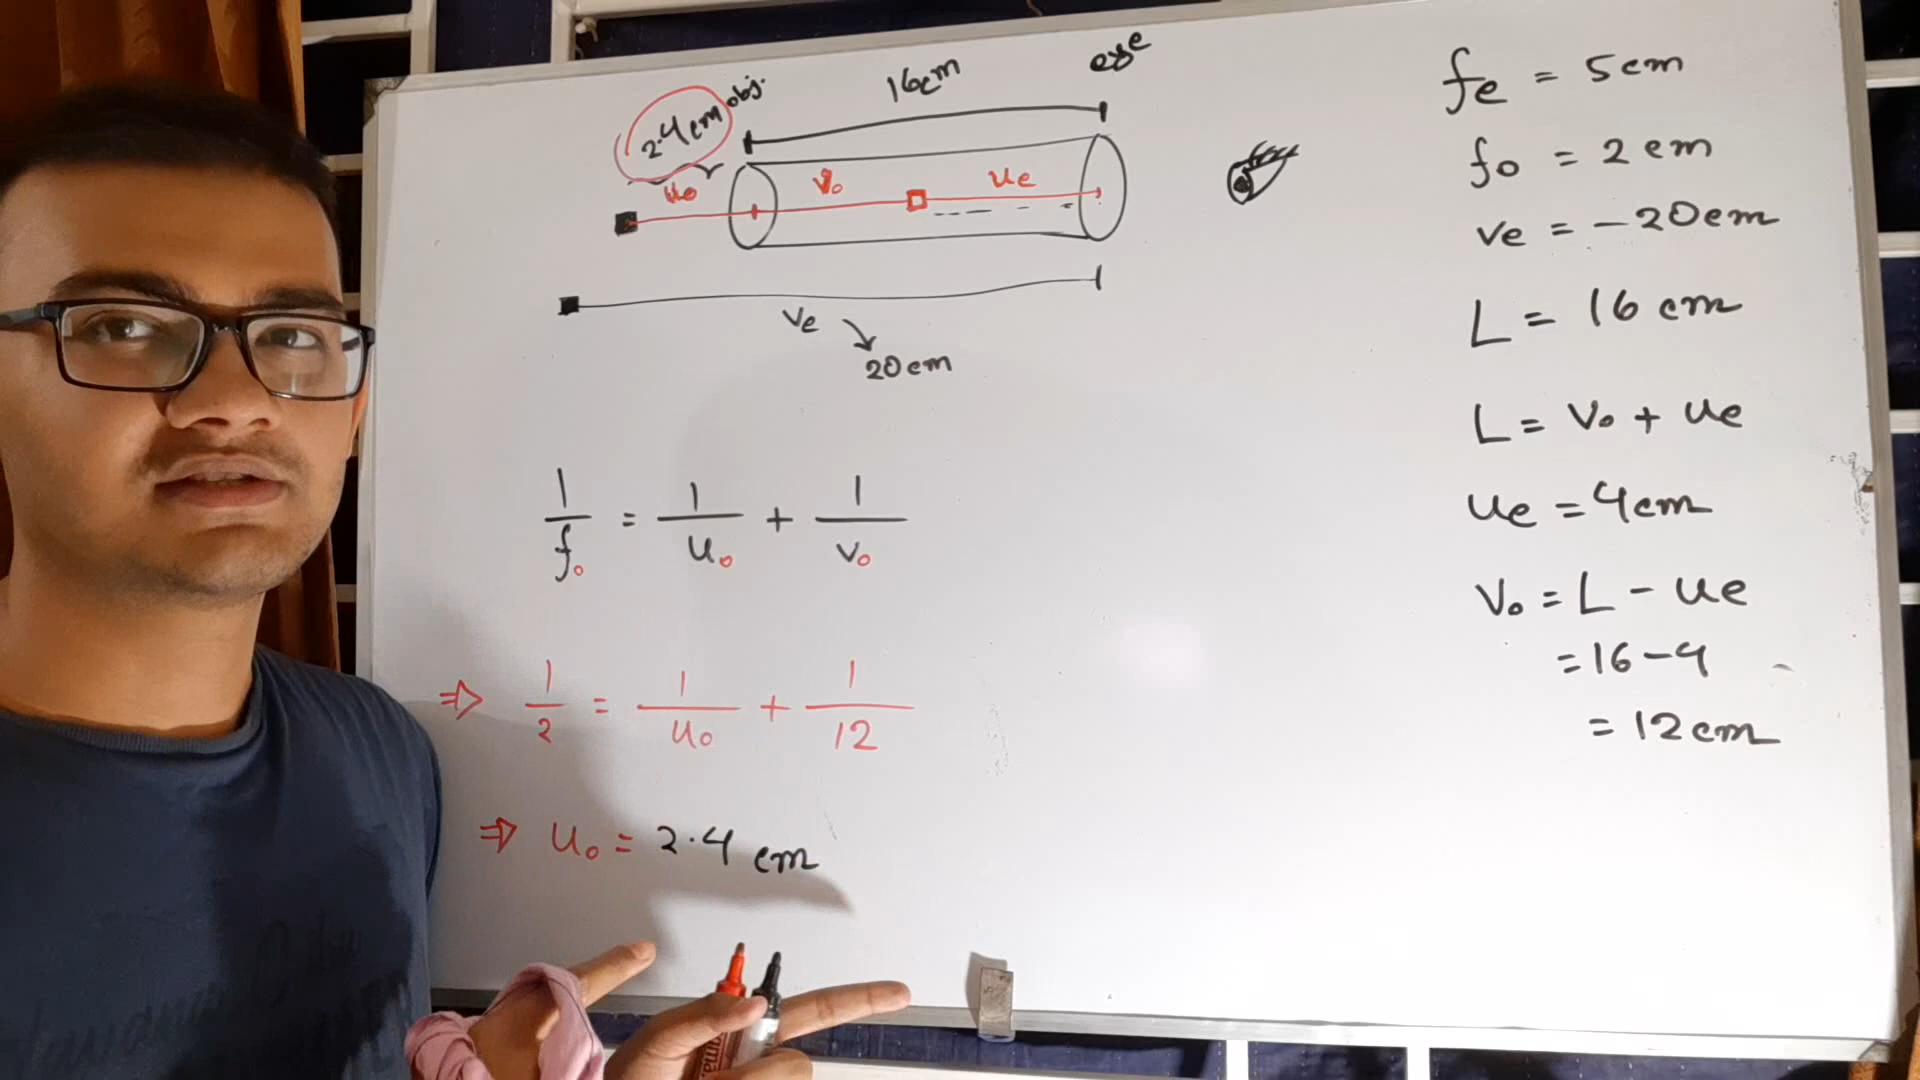 2.4cm
obj.
16cm
eye
u₀
v₀
ue
ve
20cm
1/f₀ = 1/u₀ + 1/v₀
⇒ 1/2 = 1/u₀ + 1/12
⇒ u₀ = 2.4 cm
fe = 5cm
f₀ = 2cm
ve = -20cm
L = 16 cm
L = v₀ + ue
ue = 4cm
v₀ = L - ue
= 16-4
= 12cm